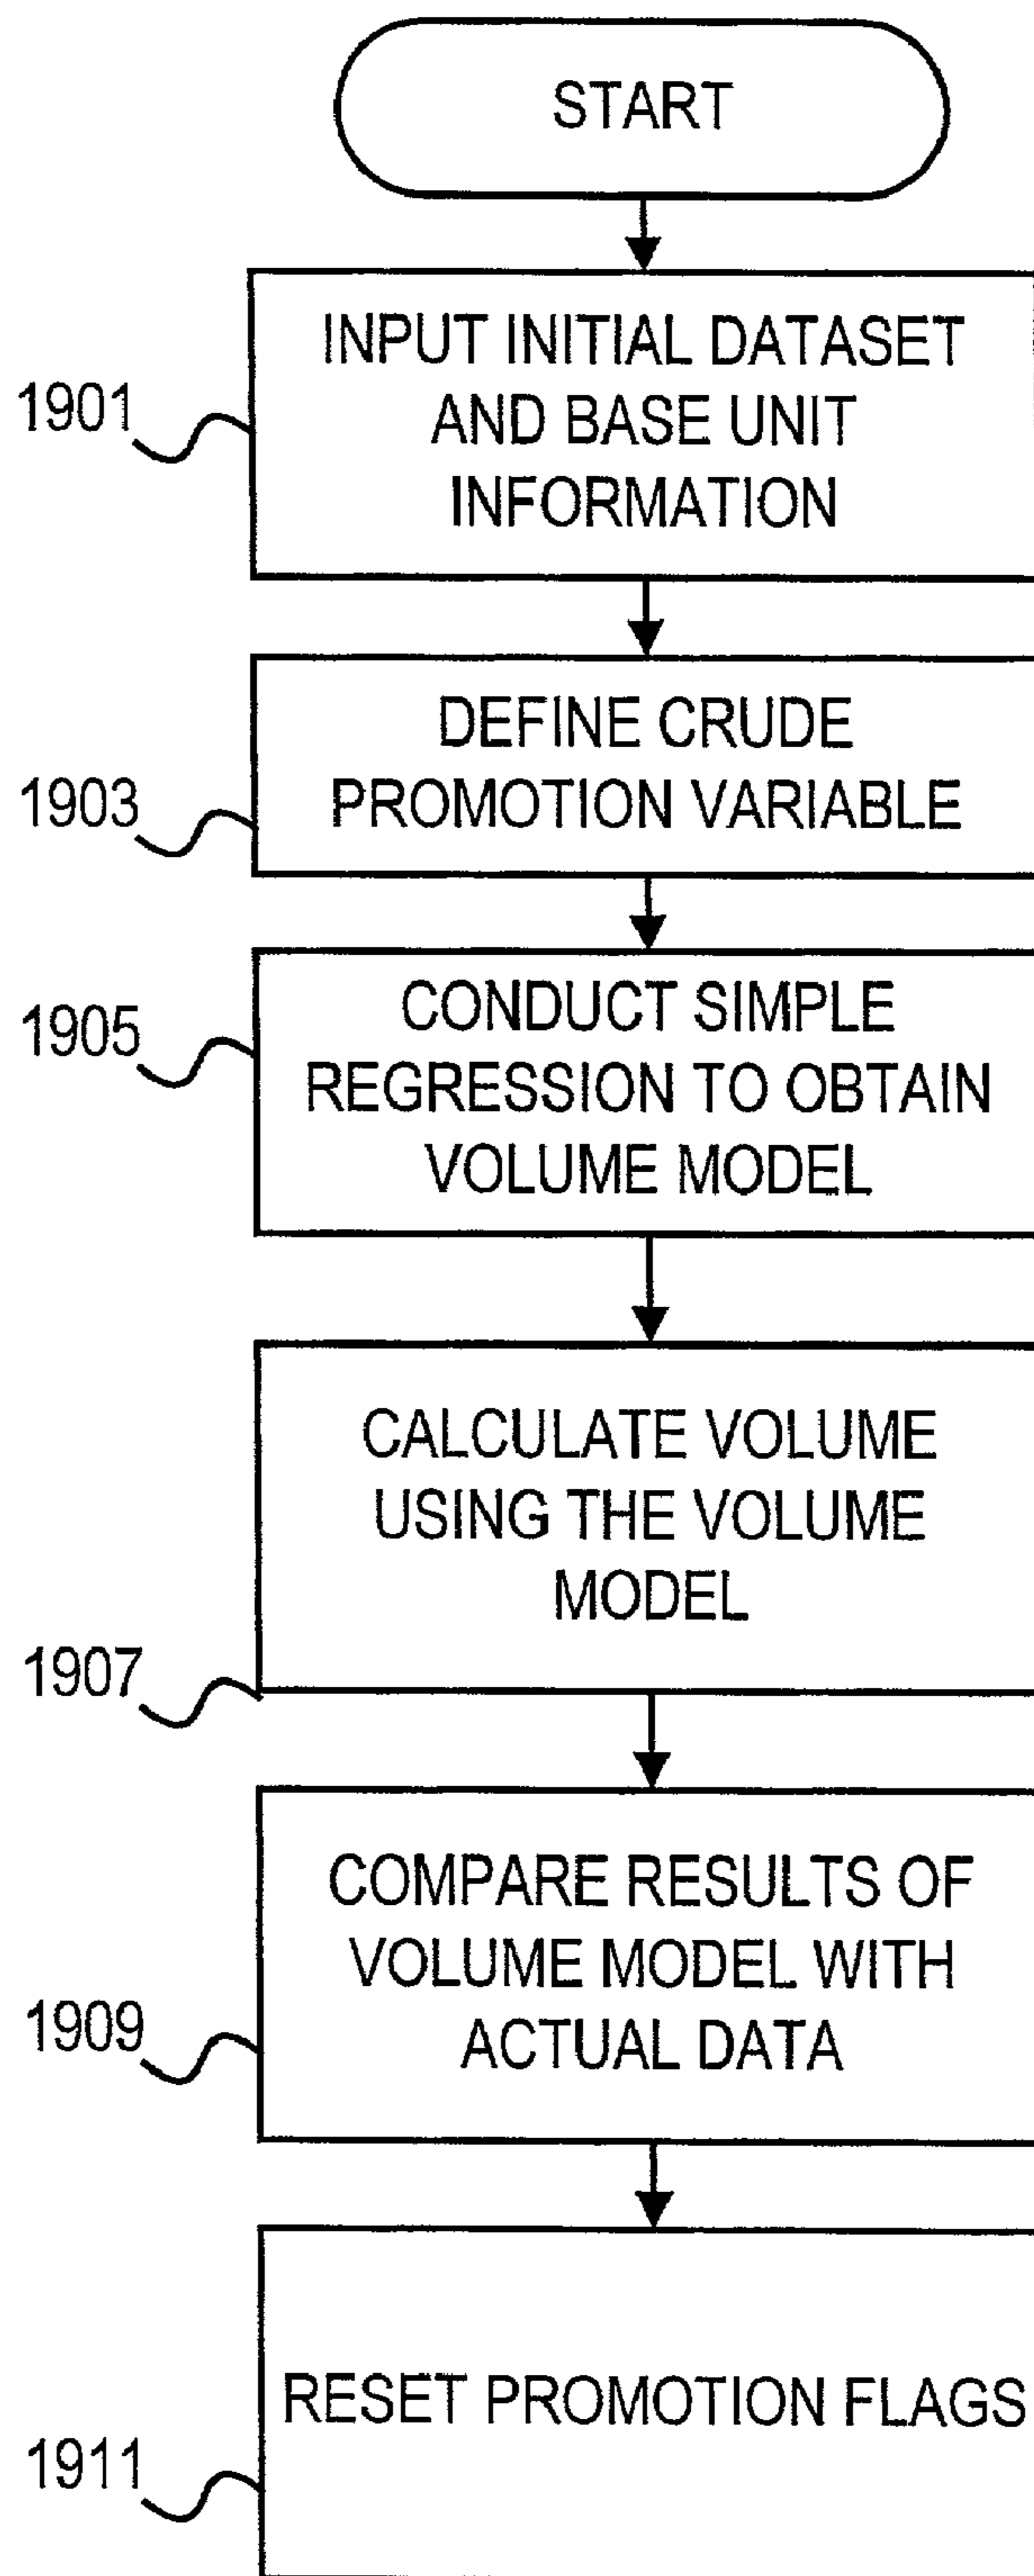 START
INPUT INITIAL DATASET
AND BASE UNIT
INFORMATION
1901
DEFINE CRUDE
PROMOTION VARIABLE
1903
CONDUCT SIMPLE
REGRESSION TO OBTAIN
VOLUME MODEL
1905
CALCULATE VOLUME
USING THE VOLUME
MODEL
1907
COMPARE RESULTS OF
VOLUME MODEL WITH
ACTUAL DATA
1909
RESET PROMOTION FLAGS
1911